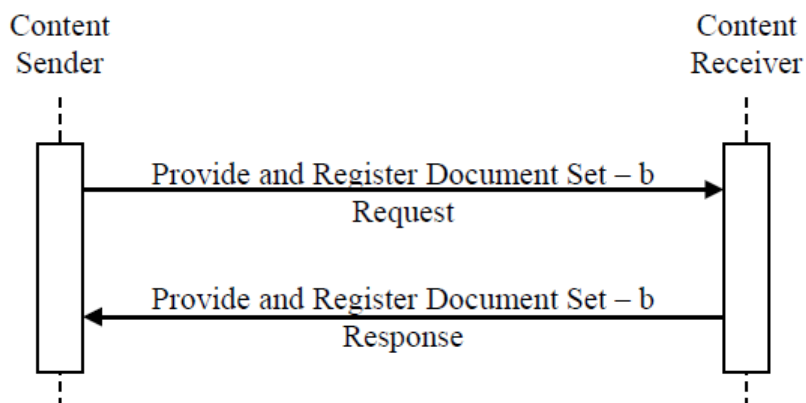 Content
Sender
Content
Receiver
Provide and Register Document Set – b
Request
Provide and Register Document Set – b
Response